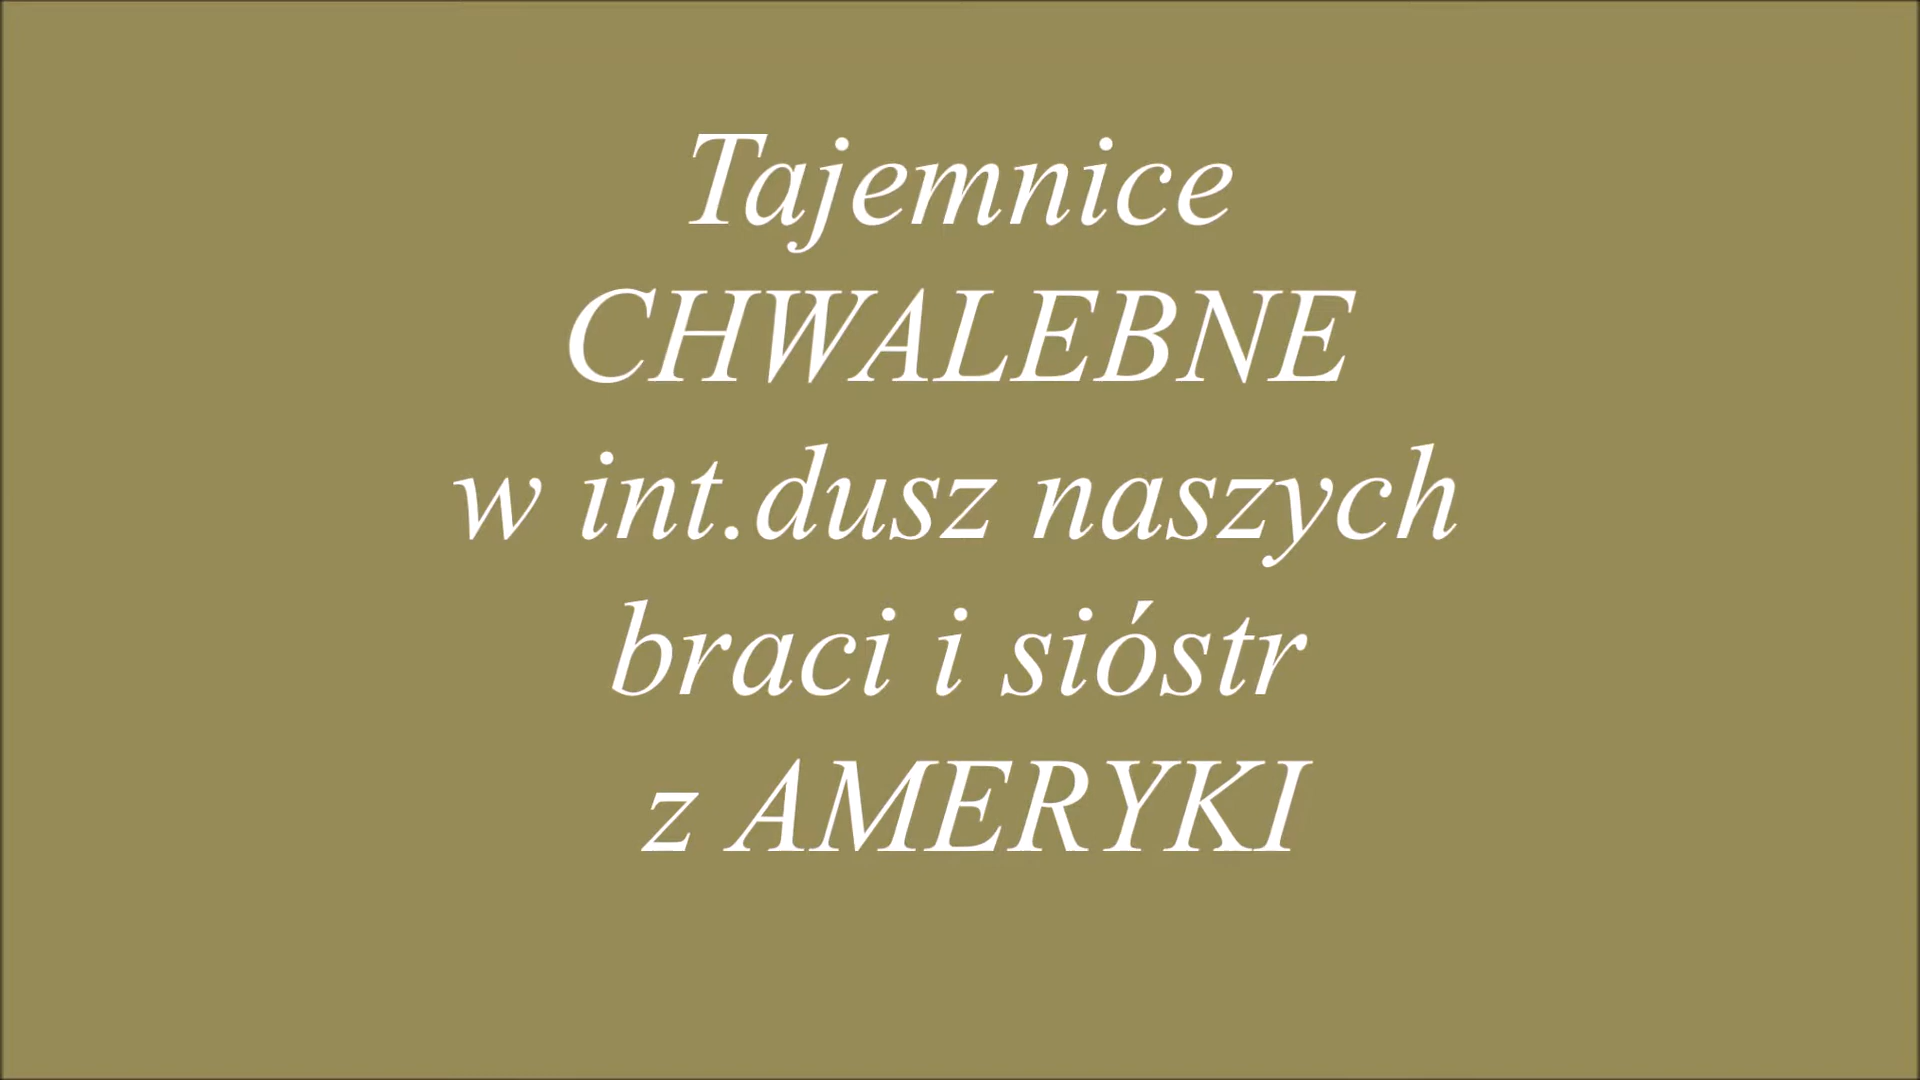 Tajemnice
CHWALEBNE
w int.dusz naszych
braci i sióstr
z AMERYKI